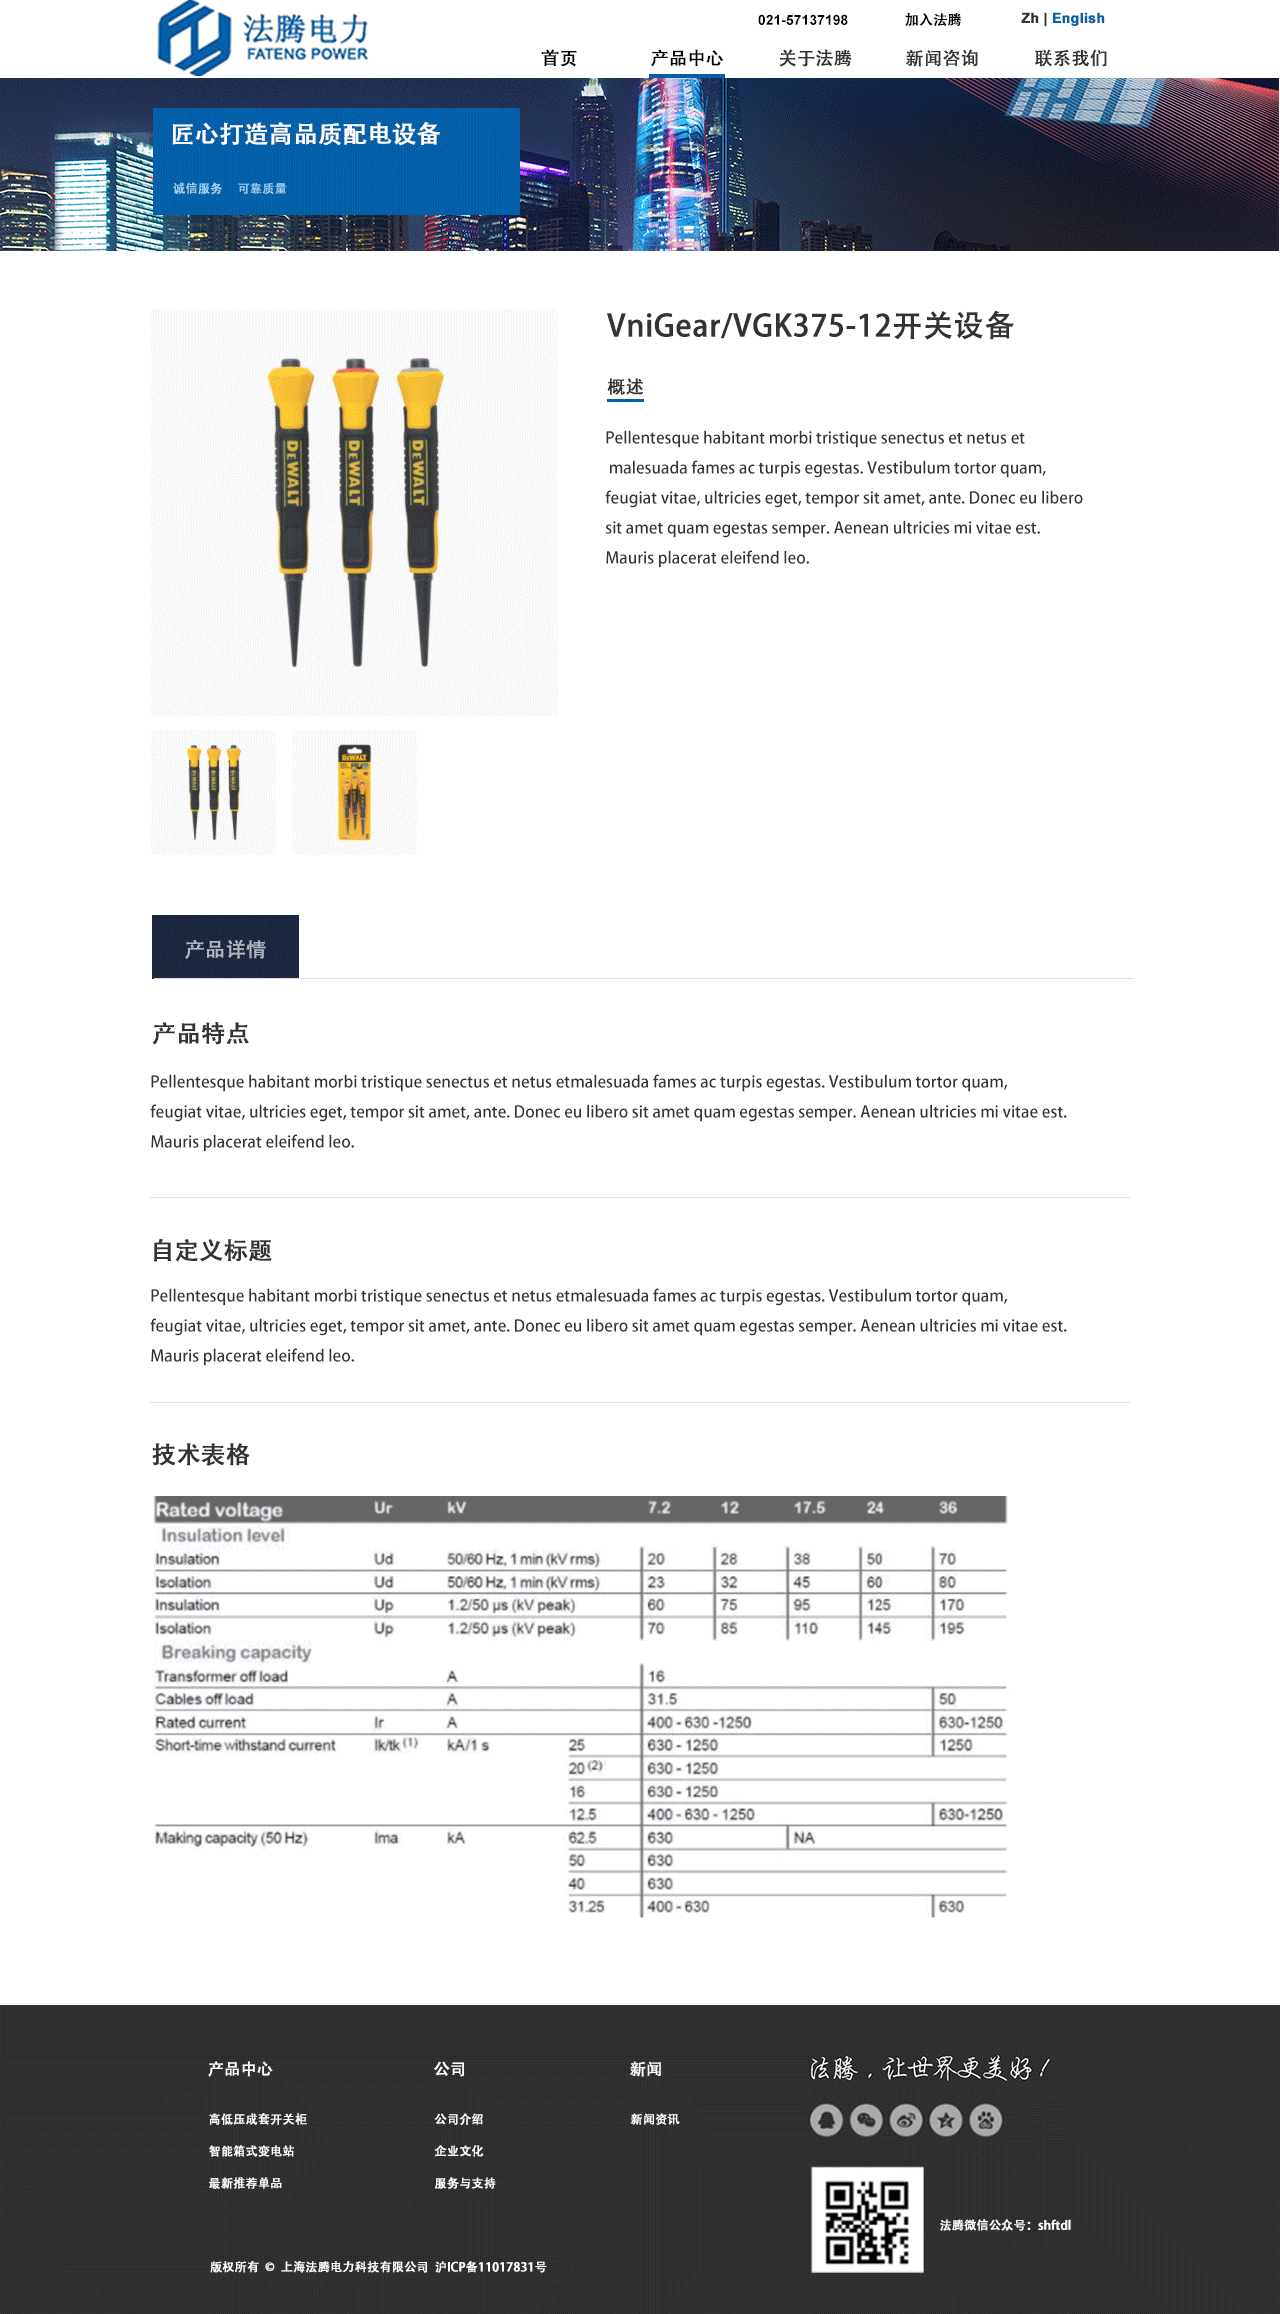 法腾电力
FATENG POWER
021-57137198 加入法腾 Zh | English
首页 产品中心 关于法腾 新闻咨询 联系我们
匠心打造高品质配电设备
诚信服务 可靠质量
VniGear/VGK375-12开关设备
概述
Pellentesque habitant morbi tristique senectus et netus et
malesuada fames ac turpis egestas. Vestibulum tortor quam,
feugiat vitae, ultricies eget, tempor sit amet, ante. Donec eu libero
sit amet quam egestas semper. Aenean ultricies mi vitae est.
Mauris placerat eleifend leo.
DEWALT DEWALT DEWALT
DEWALT DEWALT DEWALT
DEWALT
产品详情
产品特点
Pellentesque habitant morbi tristique senectus et netus etmalesuada fames ac turpis egestas. Vestibulum tortor quam,
feugiat vitae, ultricies eget, tempor sit amet, ante. Donec eu libero sit amet quam egestas semper. Aenean ultricies mi vitae est.
Mauris placerat eleifend leo.
自定义标题
Pellentesque habitant morbi tristique senectus et netus etmalesuada fames ac turpis egestas. Vestibulum tortor quam,
feugiat vitae, ultricies eget, tempor sit amet, ante. Donec eu libero sit amet quam egestas semper. Aenean ultricies mi vitae est.
Mauris placerat eleifend leo.
技术表格
Rated voltage Ur kV 7.2 12 17.5 24 36
Insulation level
Insulation Ud 50/60 Hz, 1 min (kV rms) 20 28 38 50 70
Isolation Ud 50/60 Hz, 1 min (kV rms) 23 32 45 60 80
Insulation Up 1.2/50 µs (kV peak) 60 75 95 125 170
Isolation Up 1.2/50 µs (kV peak) 70 85 110 145 195
Breaking capacity
Transformer off load A 16
Cables off load A 31.5 50
Rated current Ir A 400 - 630 -1250 630-1250
Short-time withstand current Ik/tk (1) kA/1 s 25 630 - 1250 1250
20 (2) 630 - 1250
16 630 - 1250
12.5 400 - 630 - 1250 630-1250
Making capacity (50 Hz) Ima kA 62.5 630 NA
50 630
40 630
31.25 400 - 630 630
产品中心 公司 新闻 法腾，让世界更美好！
高低压成套开关柜 公司介绍 新闻资讯
智能箱式变电站 企业文化
最新推荐单品 服务与支持
法腾微信公众号：shftdl
版权所有 © 上海法腾电力科技有限公司 沪ICP备11017831号